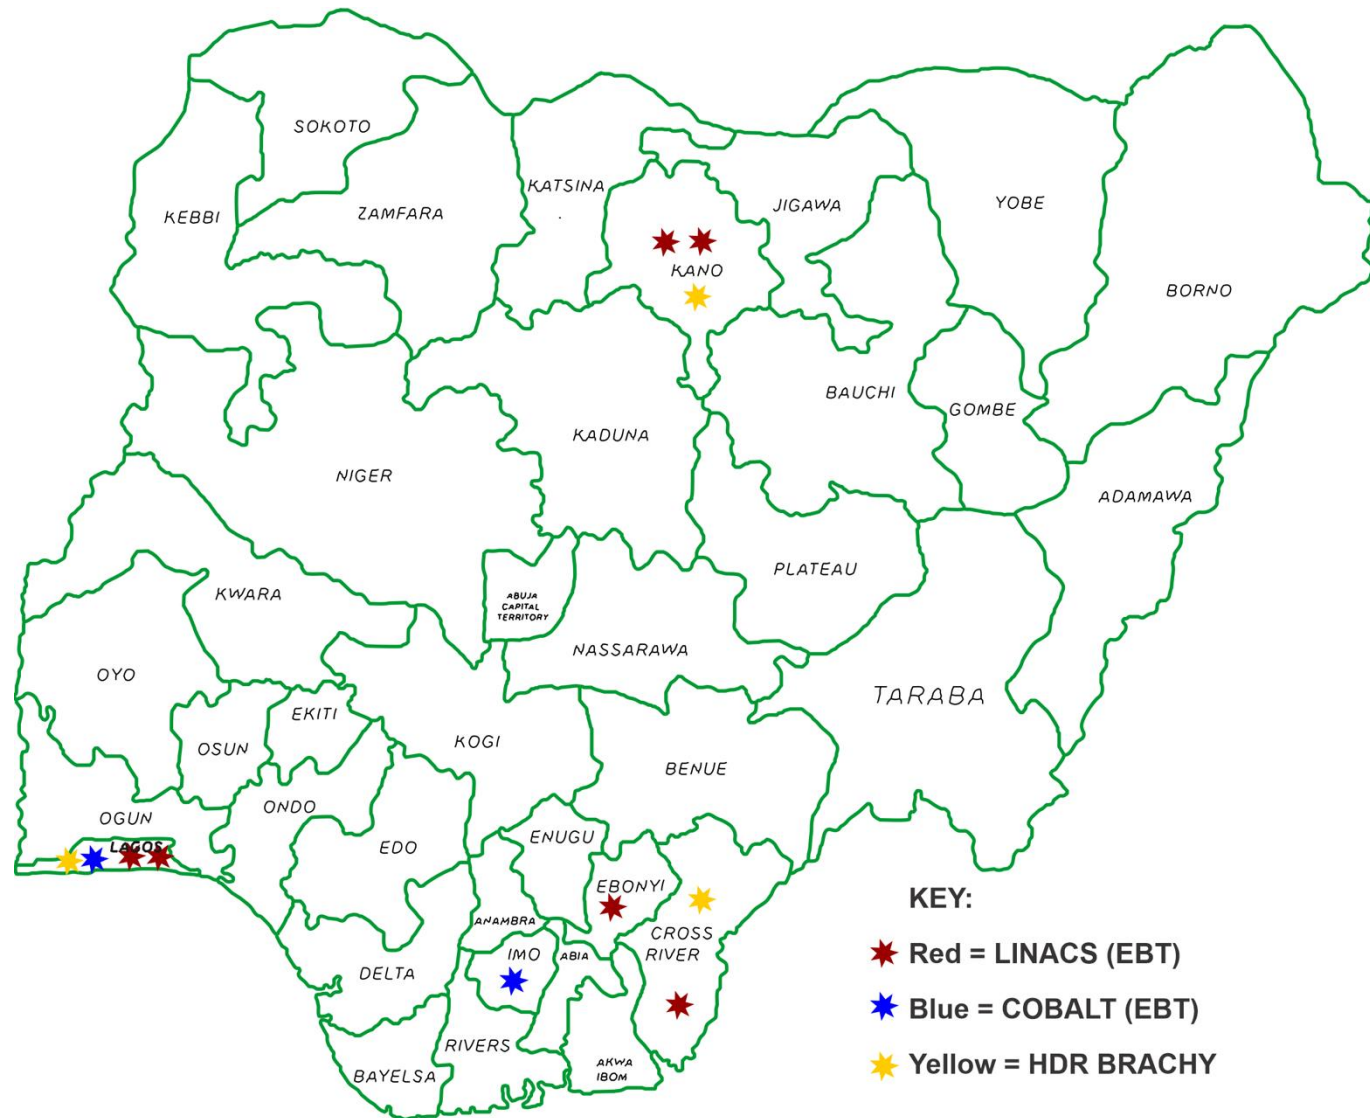 SOKOTO
KATSINA
JIGAWA
YOBE
KEBBI
ZAMFARA
KANO
BORNO
BAUCHI
GOMBE
KADUNA
NIGER
ADAMAWA
PLATEAU
KWARA
ABUJA
CAPITAL
TERRITORY
NASSARAWA
OYO
TARABA
EKITI
OSUN
KOGI
BENUE
ONDO
OGUN
LAGOS
ENUGU
EDO
EBONYI
ANAMBRA
CROSS
RIVER
IMO
ABIA
DELTA
RIVERS
AKWA
IBOM
BAYELSA
KEY:
Red = LINACS (EBT)
Blue = COBALT (EBT)
Yellow = HDR BRACHY